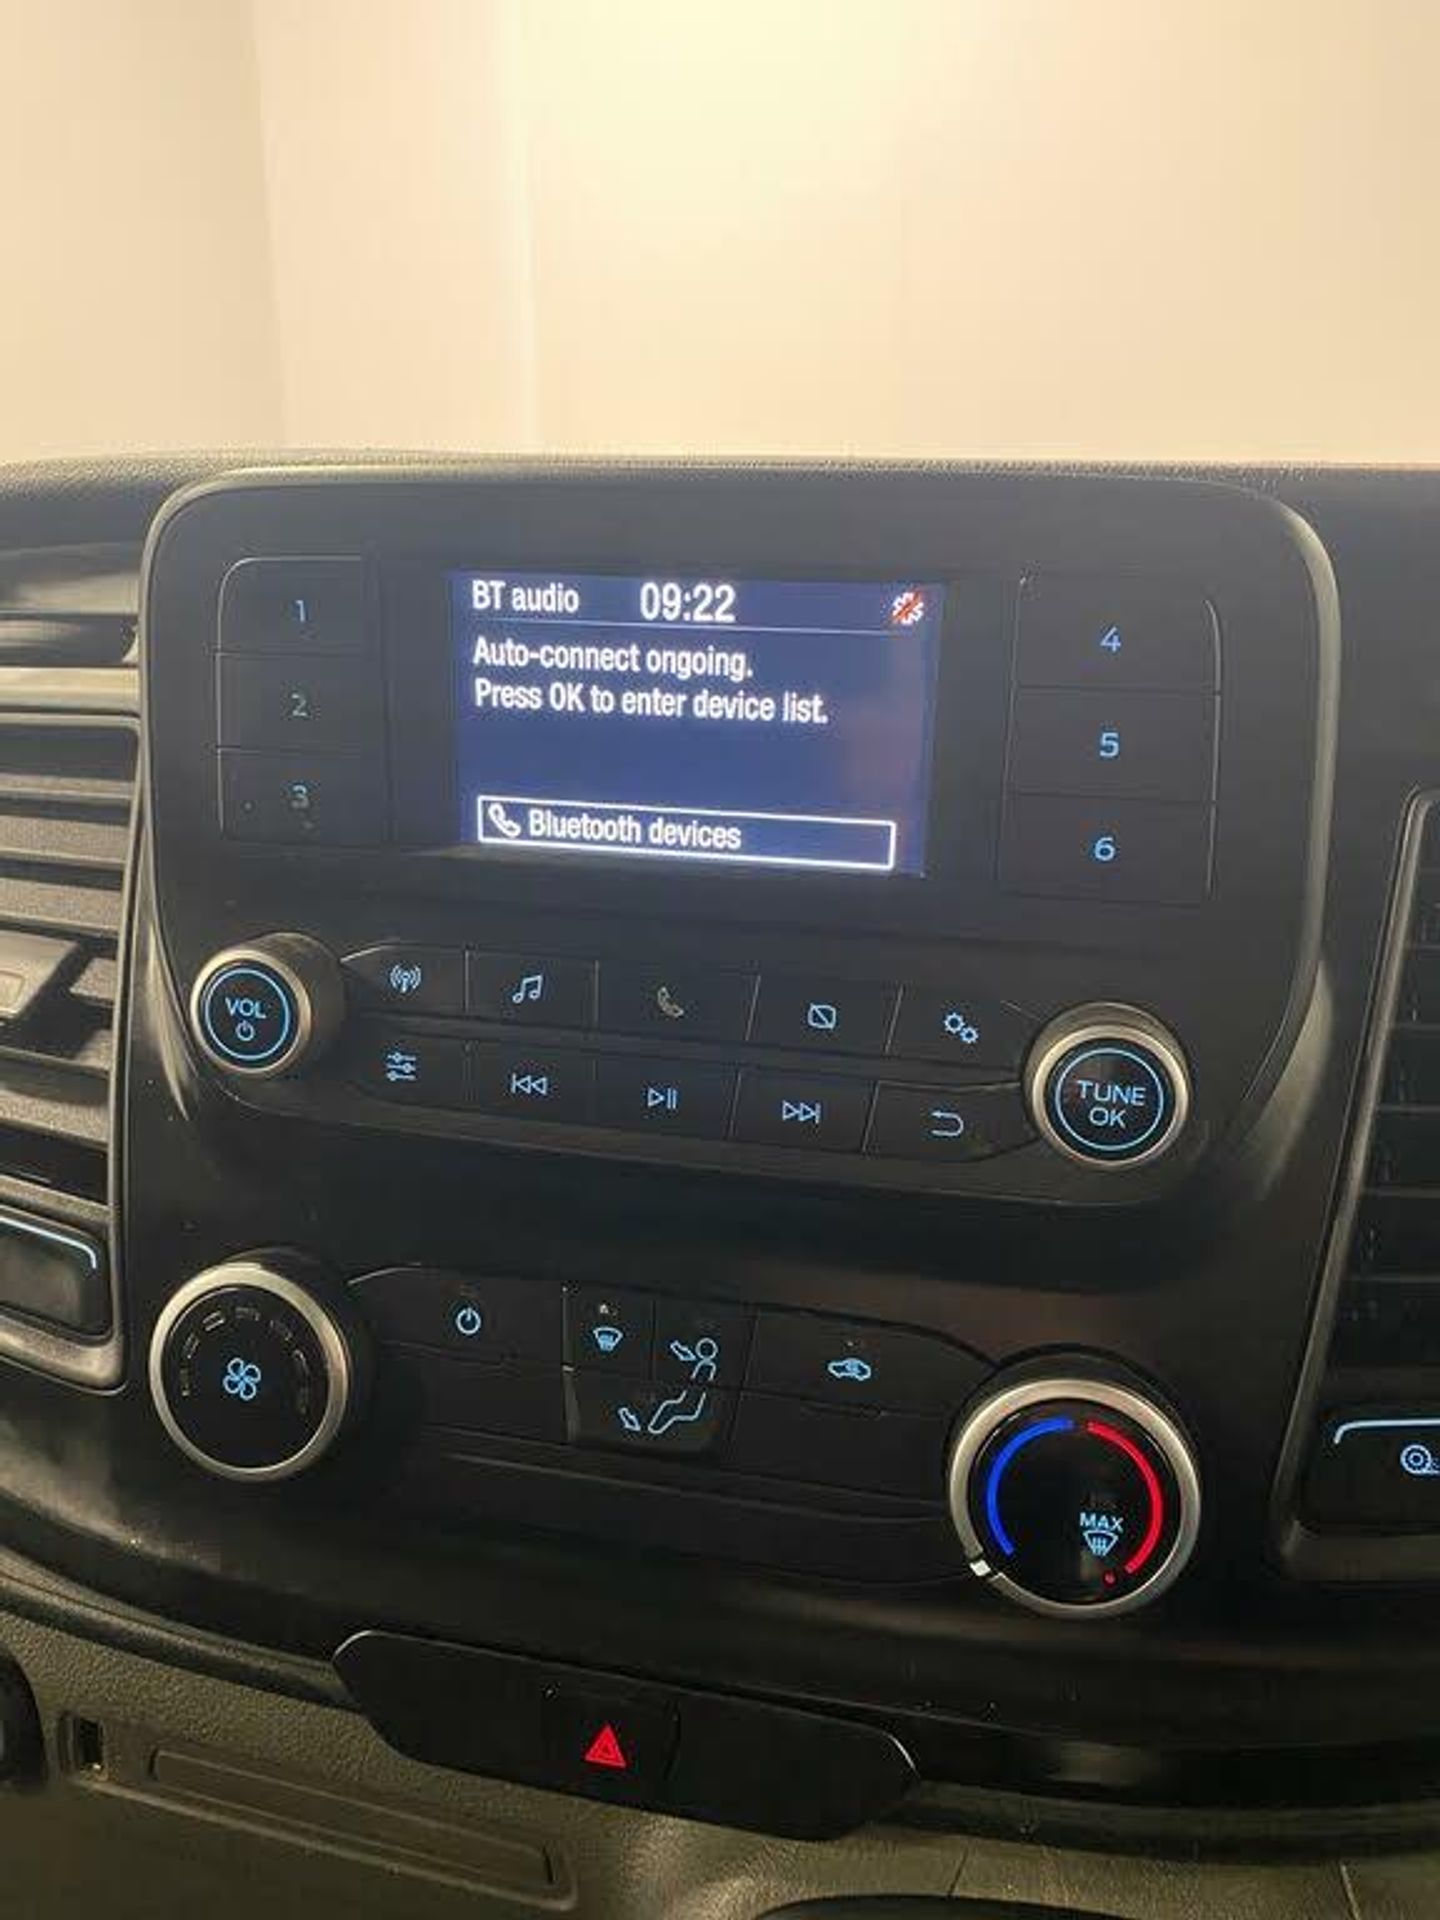 BT audio 09:22
Auto-connect ongoing.
Press OK to enter device list.
Bluetooth devices
1
2
3
4
5
6
VOL
TUNE
OK
MAX